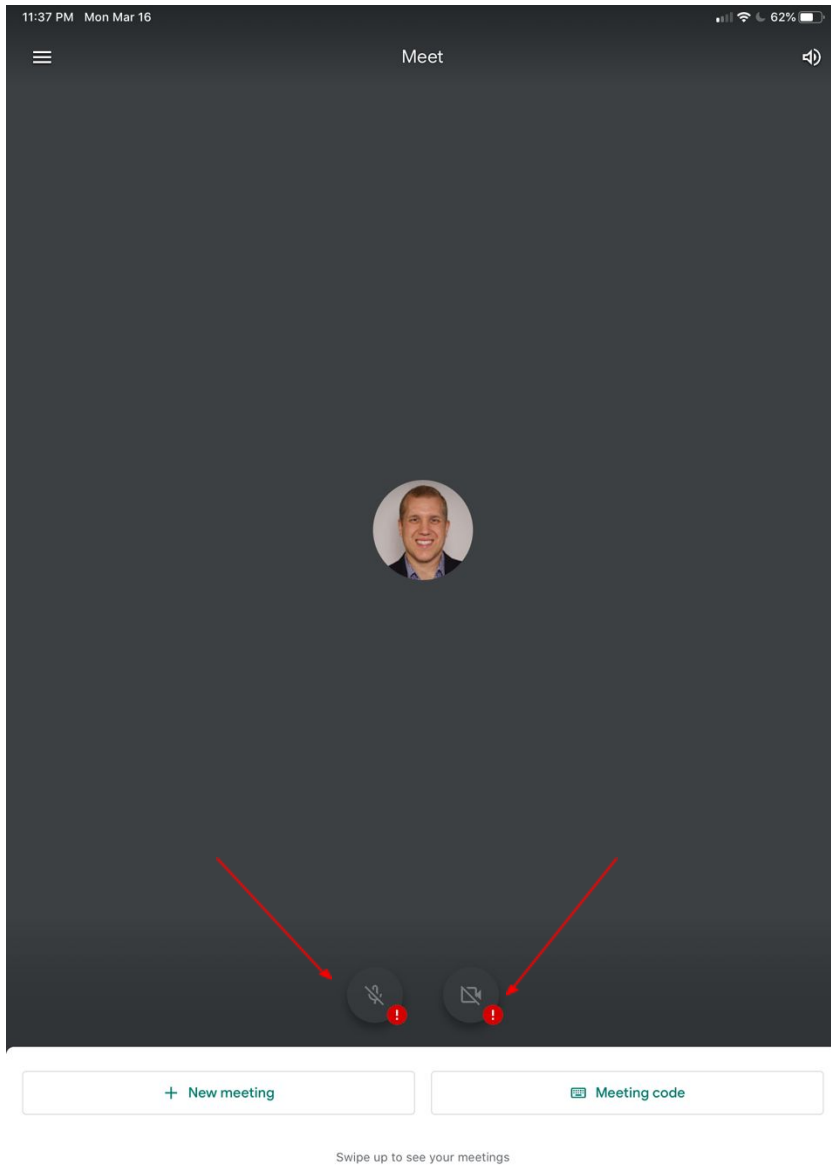 11:37 PM Mon Mar 16 62%
Meet
! !
+ New meeting Meeting code
Swipe up to see your meetings